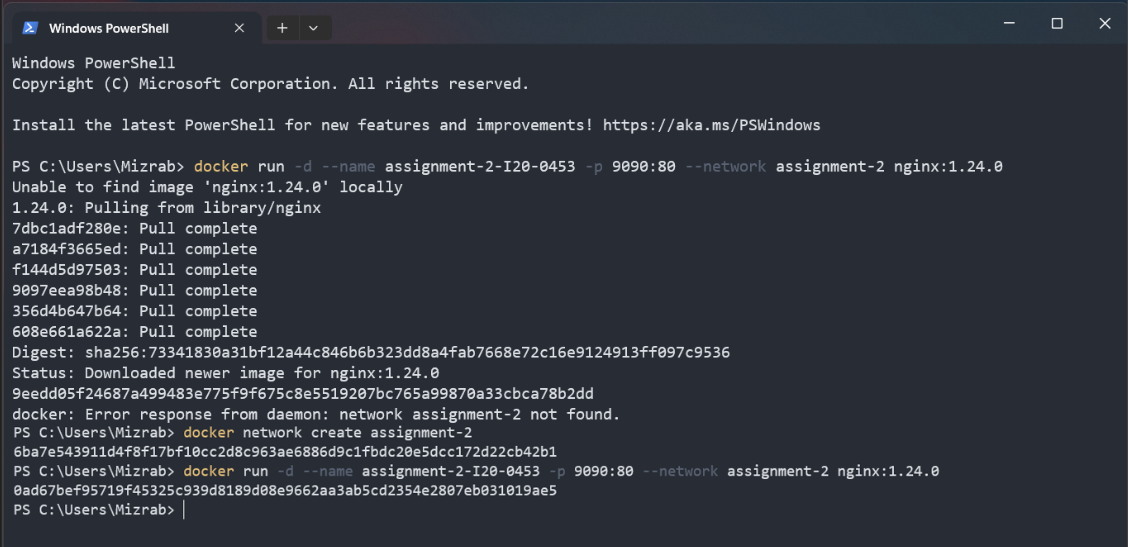 Windows PowerShell
Windows PowerShell
Copyright (C) Microsoft Corporation. All rights reserved.
Install the latest PowerShell for new features and improvements! https://aka.ms/PSWindows
PS C:\Users\Mizrab> docker run -d --name assignment-2-I20-0453 -p 9090:80 --network assignment-2 nginx:1.24.0
Unable to find image 'nginx:1.24.0' locally
1.24.0: Pulling from library/nginx
7dbc1adf280e: Pull complete
a7184f3665ed: Pull complete
f144d5d97503: Pull complete
9097eea98b48: Pull complete
356d4b647b64: Pull complete
608e661a622a: Pull complete
Digest: sha256:73341830a31bf12a44c846b6b323dd8a4fab7668e72c16e9124913ff097c9536
Status: Downloaded newer image for nginx:1.24.0
9eedd05f24687a499483e775f9f675c8e5519207bc765a99870a33cbca78b2dd
docker: Error response from daemon: network assignment-2 not found.
PS C:\Users\Mizrab> docker network create assignment-2
6ba7e543911d4f8f17bf10cc2d8c963ae6886d9c1fbdc20e5dcc172d22cb42b1
PS C:\Users\Mizrab> docker run -d --name assignment-2-I20-0453 -p 9090:80 --network assignment-2 nginx:1.24.0
0ad67bef95719f45325c939d8189d08e9662aa3ab5cd2354e2807eb031019ae5
PS C:\Users\Mizrab>